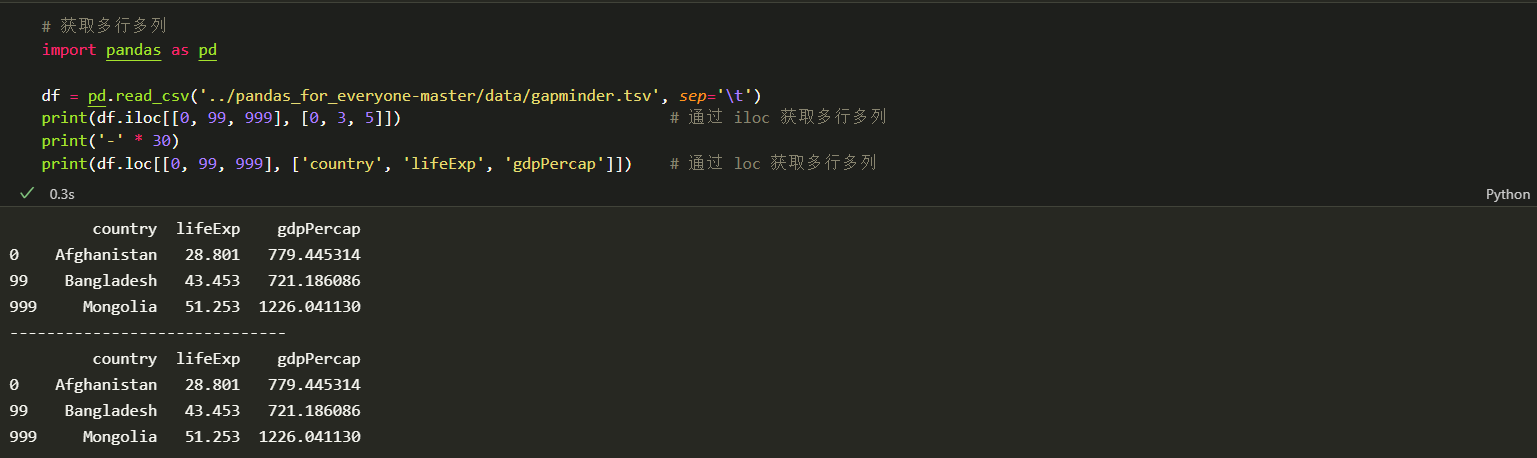 # 获取多行多列
import pandas as pd
df = pd.read_csv('../pandas_for_everyone-master/data/gapminder.tsv', sep='\t')
print(df.iloc[[0, 99, 999], [0, 3, 5]]) # 通过 iloc 获取多行多列
print('-' * 30)
print(df.loc[[0, 99, 999], ['country', 'lifeExp', 'gdpPercap']]) # 通过 loc 获取多行多列
0.3s Python
country lifeExp gdpPercap
0 Afghanistan 28.801 779.445314
99 Bangladesh 43.453 721.186086
999 Mongolia 51.253 1226.041130
------------------------------
country lifeExp gdpPercap
0 Afghanistan 28.801 779.445314
99 Bangladesh 43.453 721.186086
999 Mongolia 51.253 1226.041130